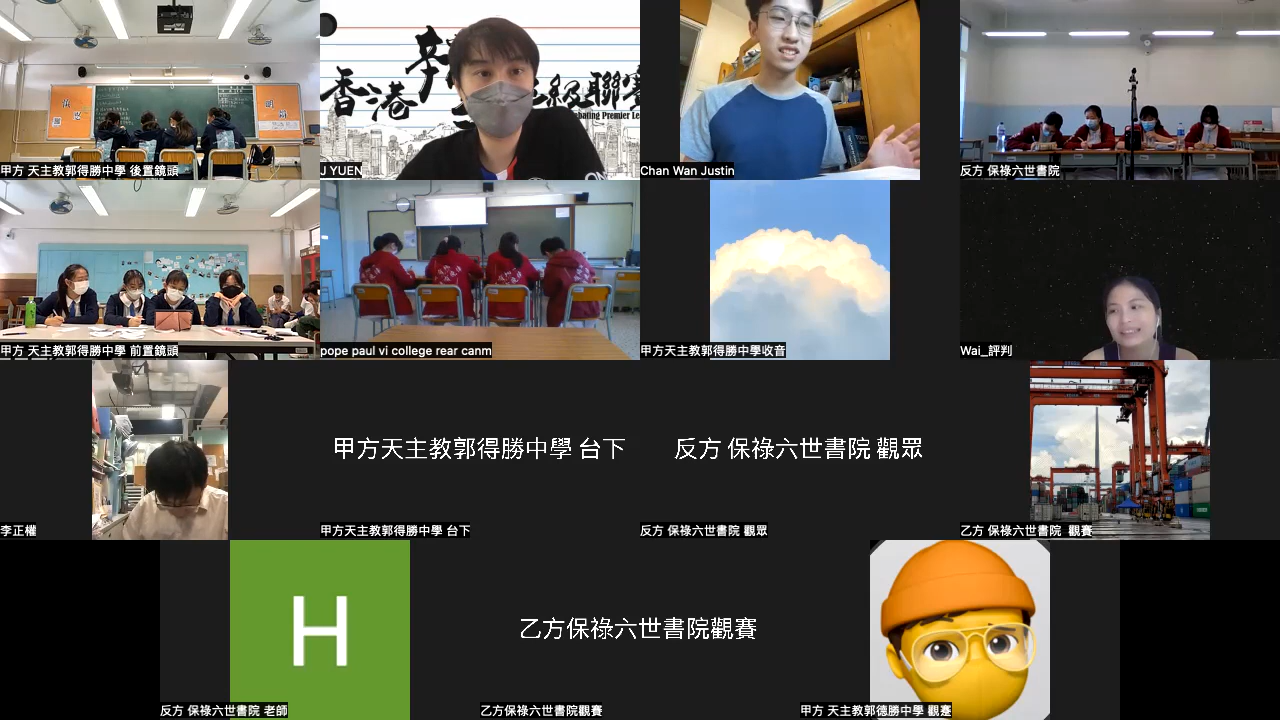 甲方 天主教郭得勝中學 後置鏡頭
香港
級聯賽
bating Premier Le
J YUEN
Chan Wan Justin
反方 保祿六世書院
甲方 天主教郭得勝中學 前置鏡頭
pope paul vi college rear canm
甲方天主教郭得勝中學收音
Wai_評判
李正權
甲方天主教郭得勝中學 台下
甲方天主教郭得勝中學 台下
反方 保祿六世書院 觀眾
反方 保祿六世書院 觀眾
乙方 保祿六世書院 觀賽
H
反方 保祿六世書院 老師
乙方保祿六世書院觀賽
乙方保祿六世書院觀賽
甲方 天主教郭德勝中學 觀蹇